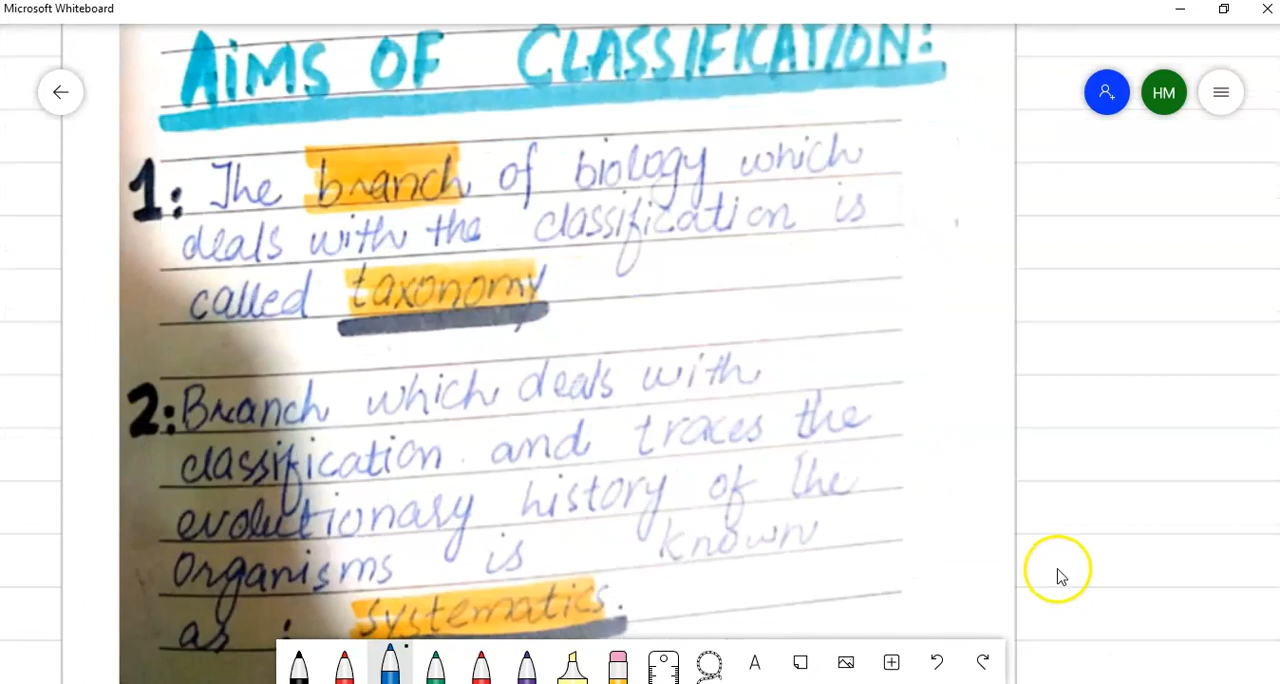 Microsoft Whiteboard
AIMS OF CLASSIFICATION:
HM
1: The branch of biology which
deals with the classification is
called taxonomy
2: Branch which deals with
classification and traces the
evolutionary history of the
organisms is known
as : systematics.
A